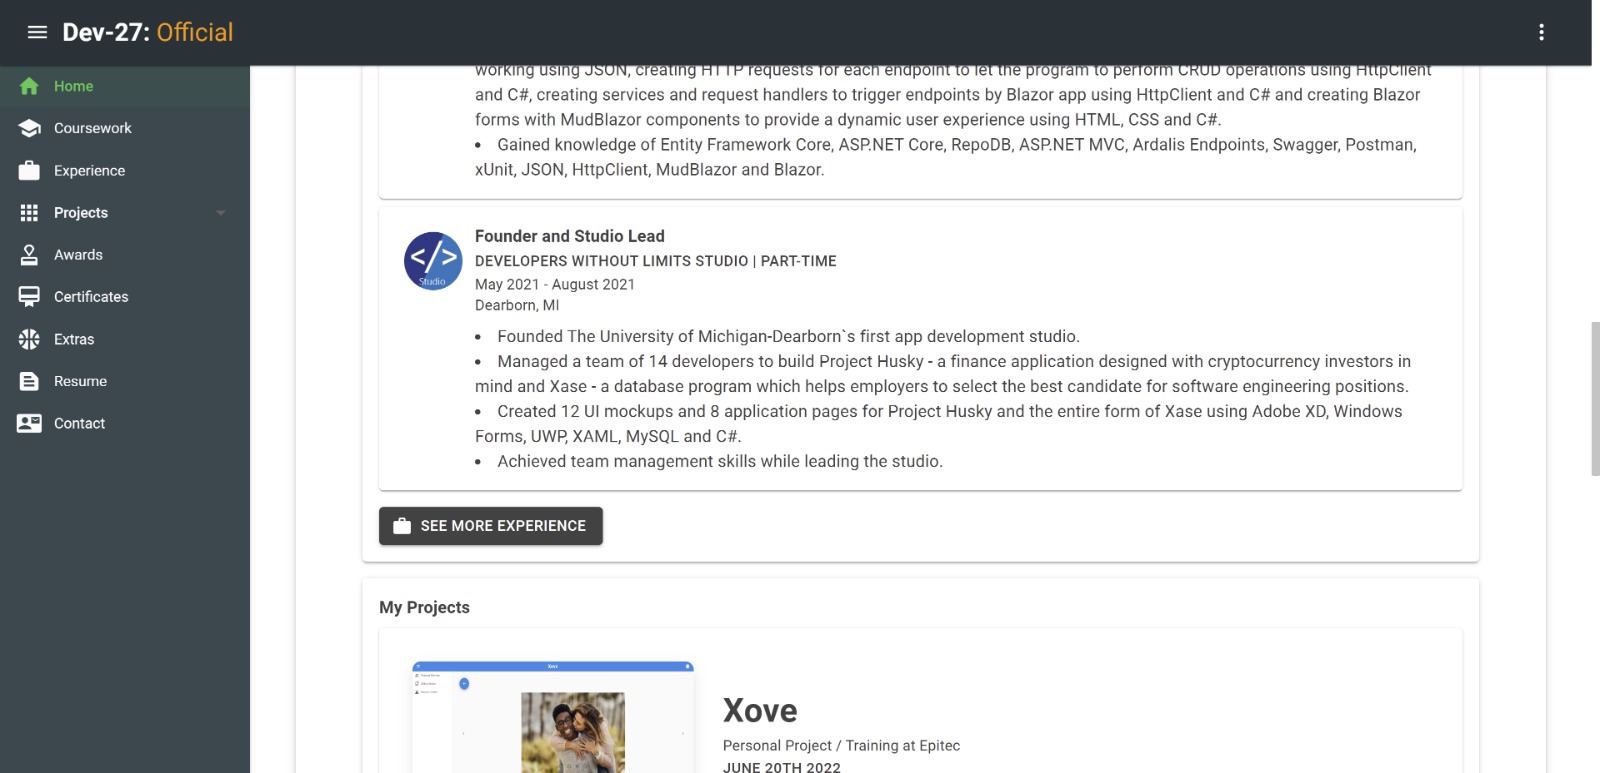 Dev-27: Official
Home
Coursework
Experience
Projects
Awards
Certificates
Extras
Resume
Contact
working using JSON, creating HTTP requests for each endpoint to let the program to perform CRUD operations using HttpClient
and C#, creating services and request handlers to trigger endpoints by Blazor app using HttpClient and C# and creating Blazor
forms with MudBlazor components to provide a dynamic user experience using HTML, CSS and C#.
• Gained knowledge of Entity Framework Core, ASP.NET Core, RepoDB, ASP.NET MVC, Ardalis Endpoints, Swagger, Postman,
xUnit, JSON, HttpClient, MudBlazor and Blazor.
</>
Studio
Founder and Studio Lead
DEVELOPERS WITHOUT LIMITS STUDIO | PART-TIME
May 2021 - August 2021
Dearborn, MI
• Founded The University of Michigan-Dearborn`s first app development studio.
• Managed a team of 14 developers to build Project Husky - a finance application designed with cryptocurrency investors in
mind and Xase - a database program which helps employers to select the best candidate for software engineering positions.
• Created 12 UI mockups and 8 application pages for Project Husky and the entire form of Xase using Adobe XD, Windows
Forms, UWP, XAML, MySQL and C#.
• Achieved team management skills while leading the studio.
SEE MORE EXPERIENCE
My Projects
Xove
Xove
Personal Project / Training at Epitec
JUNE 20TH 2022